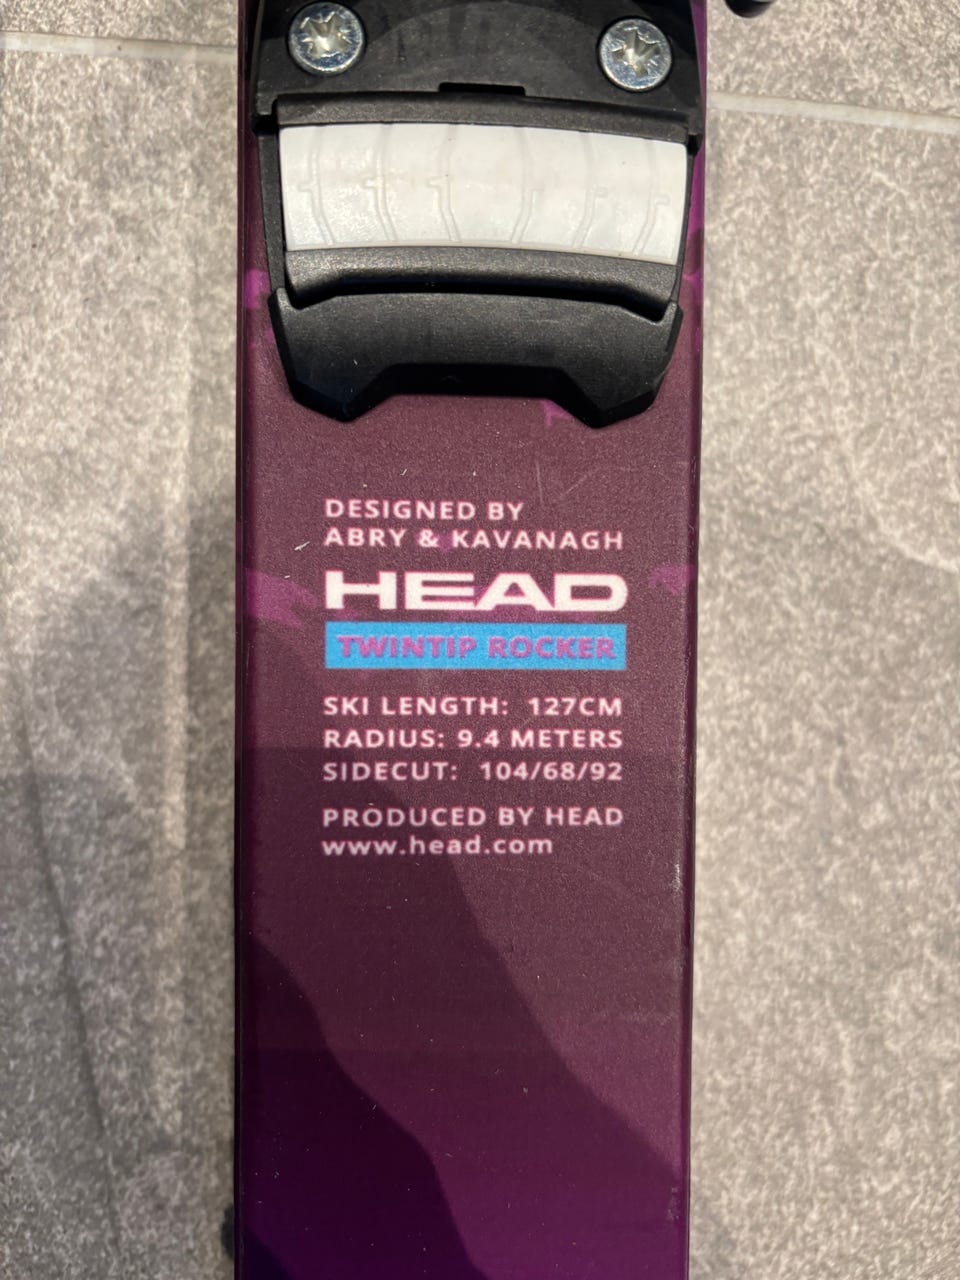 DESIGNED BY
ABRY & KAVANAGH
HEAD
TWINTIP ROCKER
SKI LENGTH: 127CM
RADIUS: 9.4 METERS
SIDECUT: 104/68/92
PRODUCED BY HEAD
www.head.com